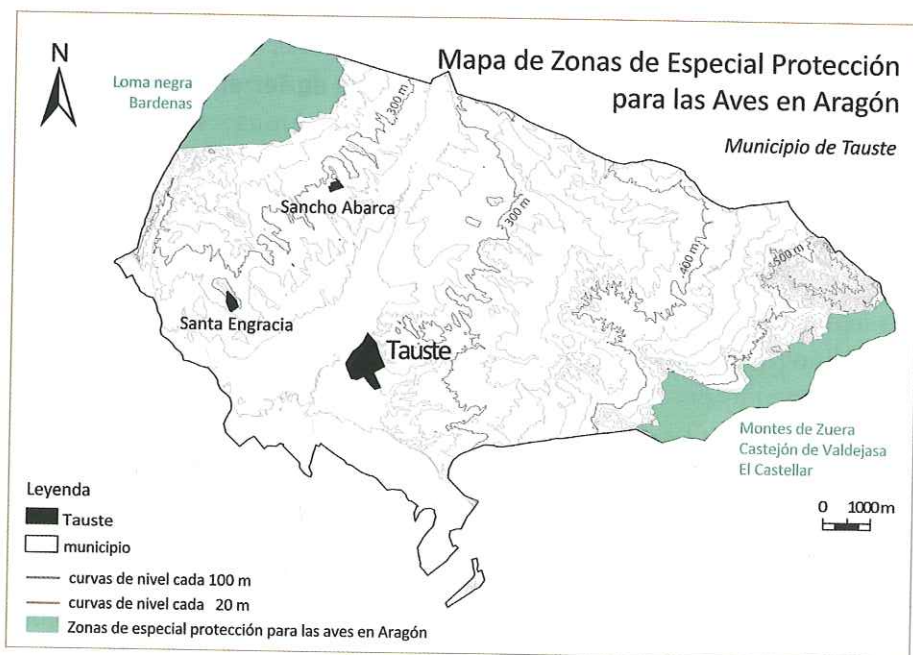 Mapa de Zonas de Especial Protección
para las Aves en Aragón
Municipio de Tauste
N
Loma negra
Bardenas
300 m
Sancho Abarca
300 m
400 m
500 m
Santa Engracia
Tauste
Montes de Zuera
Castejón de Valdejasa
El Castellar
0 1000 m
Leyenda
Tauste
municipio
curvas de nivel cada 100 m
curvas de nivel cada 20 m
Zonas de especial protección para las aves en Aragón